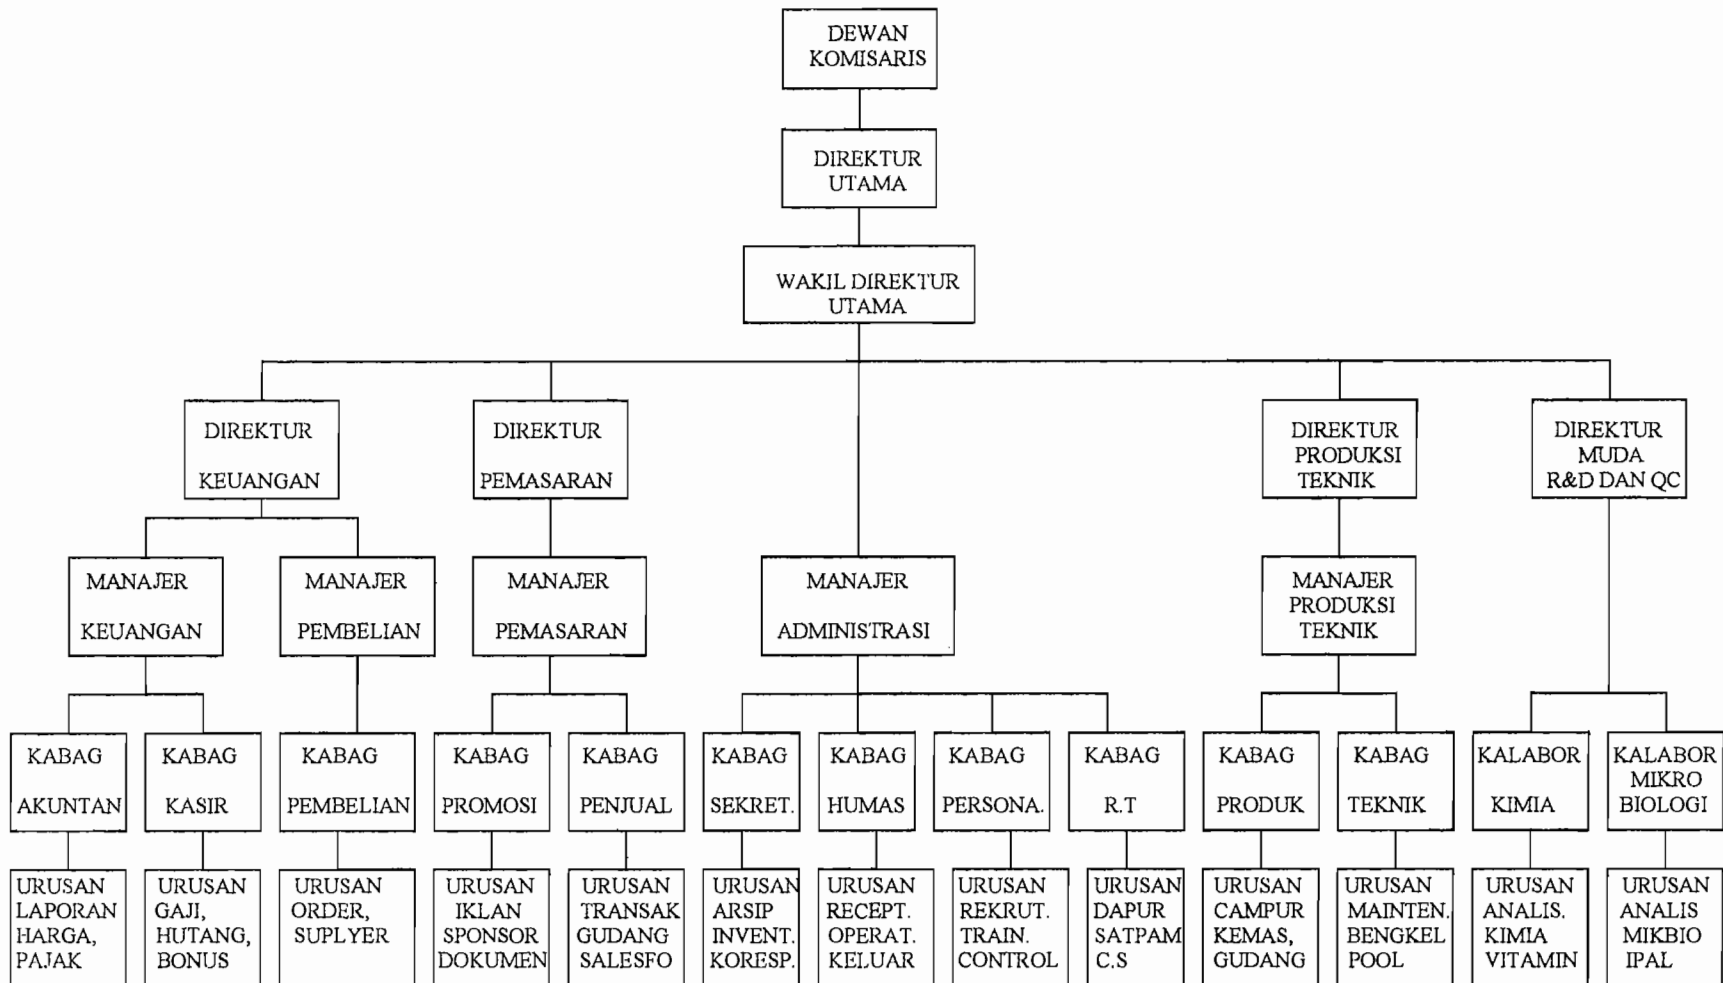 DEWAN
KOMISARIS
DIREKTUR
UTAMA
WAKIL DIREKTUR
UTAMA
DIREKTUR
KEUANGAN
DIREKTUR
PEMASARAN
DIREKTUR
PRODUKSI
TEKNIK
DIREKTUR
MUDA
R&D DAN QC
MANAJER
KEUANGAN
MANAJER
PEMBELIAN
MANAJER
PEMASARAN
MANAJER
ADMINISTRASI
MANAJER
PRODUKSI
TEKNIK
KABAG
AKUNTAN
KABAG
KASIR
KABAG
PEMBELIAN
KABAG
PROMOSI
KABAG
PENJUAL
KABAG
SEKRET.
KABAG
HUMAS
KABAG
PERSONA.
KABAG
R.T
KABAG
PRODUK
KABAG
TEKNIK
KALABOR
KIMIA
KALABOR
MIKRO
BIOLOGI
URUSAN
LAPORAN
HARGA,
PAJAK
URUSAN
GAJI,
HUTANG,
BONUS
URUSAN
ORDER,
SUPLYER
URUSAN
IKLAN
SPONSOR
DOKUMEN
URUSAN
TRANSAK
GUDANG
SALESFO
URUSAN
ARSIP
INVENT.
KORESP.
URUSAN
RECEPT.
OPERAT.
KELUAR
URUSAN
REKRUT.
TRAIN.
CONTROL
URUSAN
DAPUR
SATPAM
C.S
URUSAN
CAMPUR
KEMAS,
GUDANG
URUSAN
MAINTEN.
BENGKEL
POOL
URUSAN
ANALIS.
KIMIA
VITAMIN
URUSAN
ANALIS
MIKBIO
IPAL